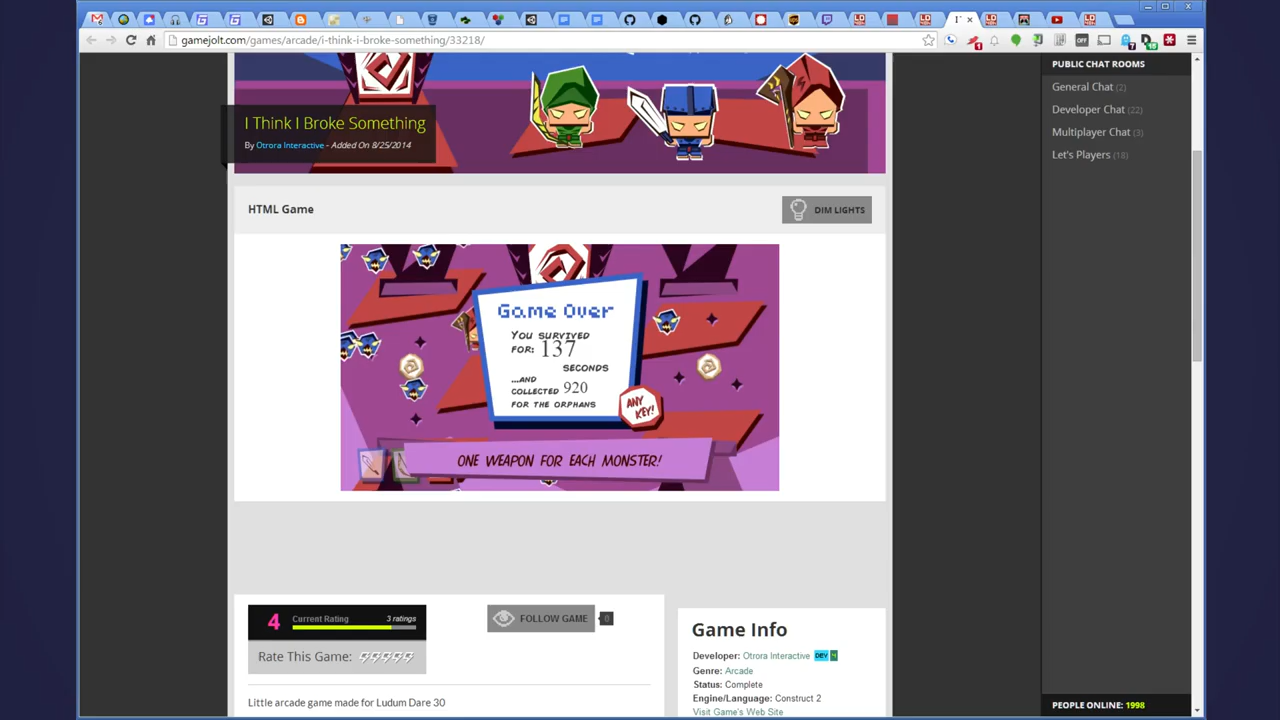 gamejolt.com/games/arcade/i-think-i-broke-something/33218/
PUBLIC CHAT ROOMS
General Chat (2)
Developer Chat (22)
Multiplayer Chat (3)
Let's Players (18)
I Think I Broke Something
By Otrora Interactive - Added On 8/25/2014
HTML Game
DIM LIGHTS
Game Over
YOU SURVIVED
FOR: 137
SECONDS
...AND
COLLECTED 920
FOR THE ORPHANS
ANY
KEY!
ONE WEAPON FOR EACH MONSTER!
4 Current Rating 3 ratings
Rate This Game:
FOLLOW GAME 0
Little arcade game made for Ludum Dare 30
Game Info
Developer: Otrora Interactive DEV 4
Genre: Arcade
Status: Complete
Engine/Language: Construct 2
Visit Game's Web Site
PEOPLE ONLINE: 1998